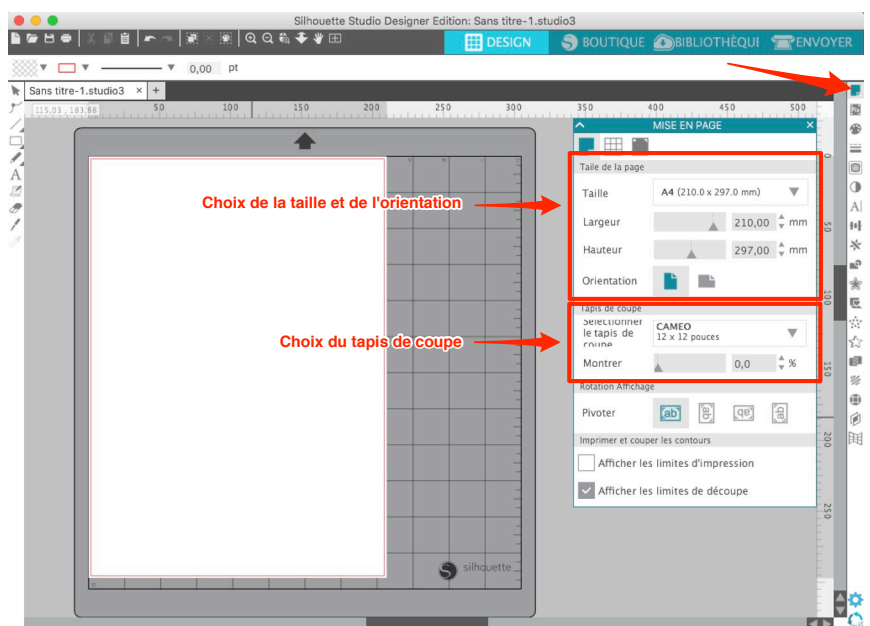 Silhouette Studio Designer Edition: Sans titre-1.studio3
DESIGN
BOUTIQUE
BIBLIOTHÈQUI
ENVOYER
0,00 pt
Sans titre-1.studio3 × +
115,03 , 183,88
50 100 150 200 250 300 350 400 450 500
MISE EN PAGE
Taille de la page
Taille A4 (210.0 x 297.0 mm)
Choix de la taille et de l'orientation
Largeur 210,00 mm
Hauteur 297,00 mm
Orientation
Tapis de coupe
Sélectionner
le tapis de
coupe
CAMEO
12 x 12 pouces
Choix du tapis de coupe
Montrer 0,0 %
Rotation Affichage
Pivoter ab ab ab ab
Imprimer et couper les contours
Afficher les limites d'impression
Afficher les limites de découpe
silhouette
0
50
100
150
200
250